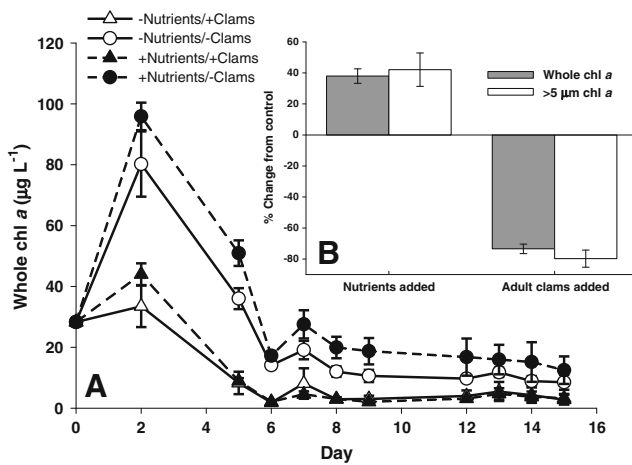 -Nutrients/+Clams
-Nutrients/-Clams
+Nutrients/+Clams
+Nutrients/-Clams
Whole chl a (µg L⁻¹)
120
100
80
60
40
20
0
A
0 2 4 6 8 10 12 14 16
Day
% Change from control
60
40
20
0
-20
-40
-60
-80
B
Whole chl a
>5 µm chl a
Nutrients added
Adult clams added